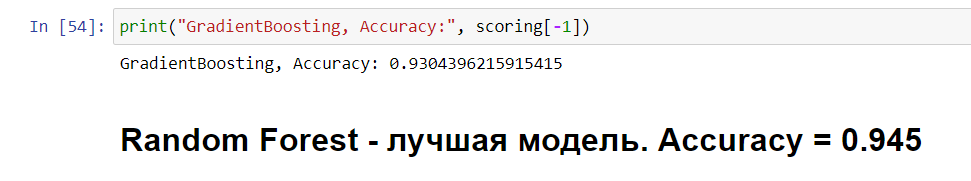 In [54]: print("GradientBoosting, Accuracy:", scoring[-1])
GradientBoosting, Accuracy: 0.9304396215915415
Random Forest - лучшая модель. Accuracy = 0.945